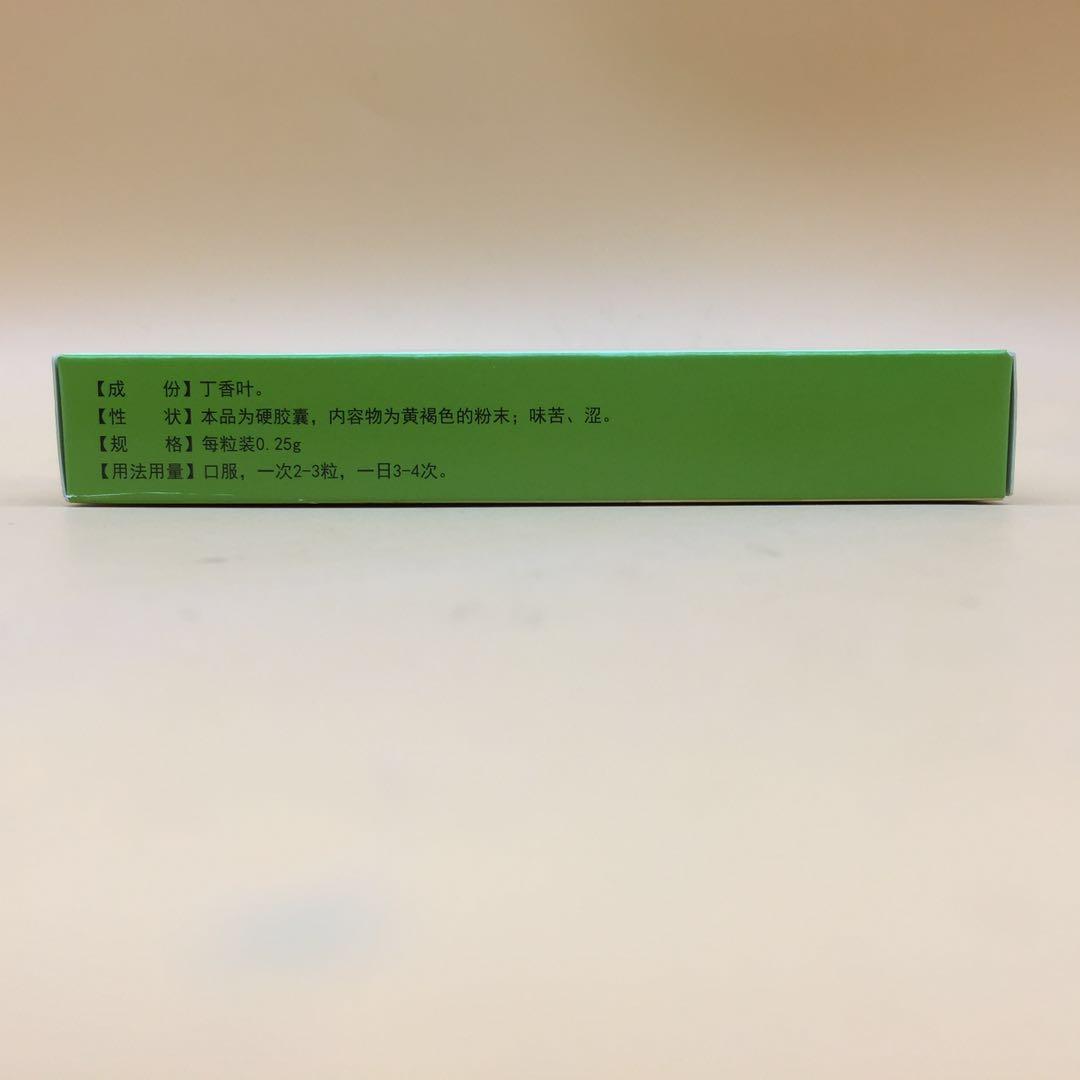 【成　　份】丁香叶。
【性　　状】本品为硬胶囊，内容物为黄褐色的粉末；味苦、涩。
【规　　格】每粒装0.25g
【用法用量】口服，一次2-3粒，一日3-4次。